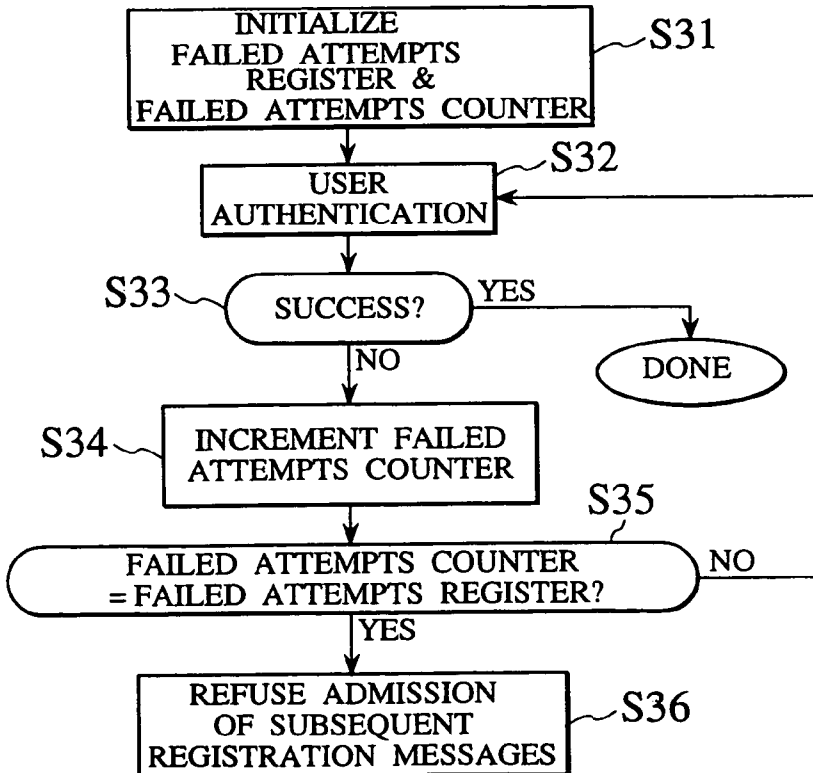 INITIALIZE
FAILED ATTEMPTS
REGISTER &
FAILED ATTEMPTS COUNTER
S31
S32
USER
AUTHENTICATION
S33
SUCCESS?
YES
DONE
NO
S34
INCREMENT FAILED
ATTEMPTS COUNTER
S35
FAILED ATTEMPTS COUNTER
= FAILED ATTEMPTS REGISTER?
NO
YES
REFUSE ADMISSION
OF SUBSEQUENT
REGISTRATION MESSAGES
S36